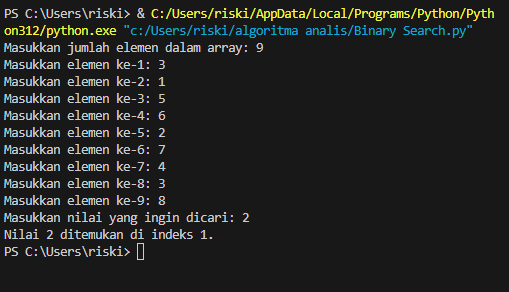 PS C:\Users\riski> & C:/Users/riski/AppData/Local/Programs/Python/Pyth
on312/python.exe "c:/Users/riski/algoritma analis/Binary Search.py"
Masukkan jumlah elemen dalam array: 9
Masukkan elemen ke-1: 3
Masukkan elemen ke-2: 1
Masukkan elemen ke-3: 5
Masukkan elemen ke-4: 6
Masukkan elemen ke-5: 2
Masukkan elemen ke-6: 7
Masukkan elemen ke-7: 4
Masukkan elemen ke-8: 3
Masukkan elemen ke-9: 8
Masukkan nilai yang ingin dicari: 2
Nilai 2 ditemukan di indeks 1.
PS C:\Users\riski>